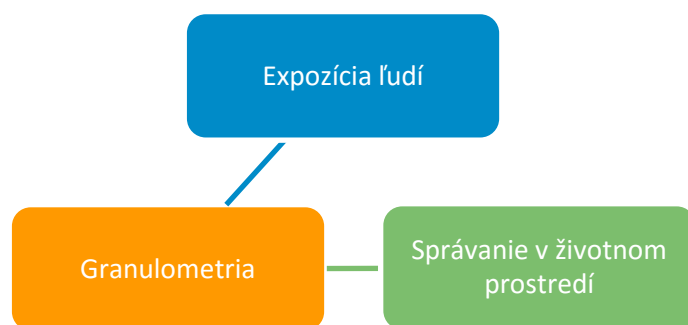 Expozícia ľudí
Granulometria
Správanie v životnom
prostredí